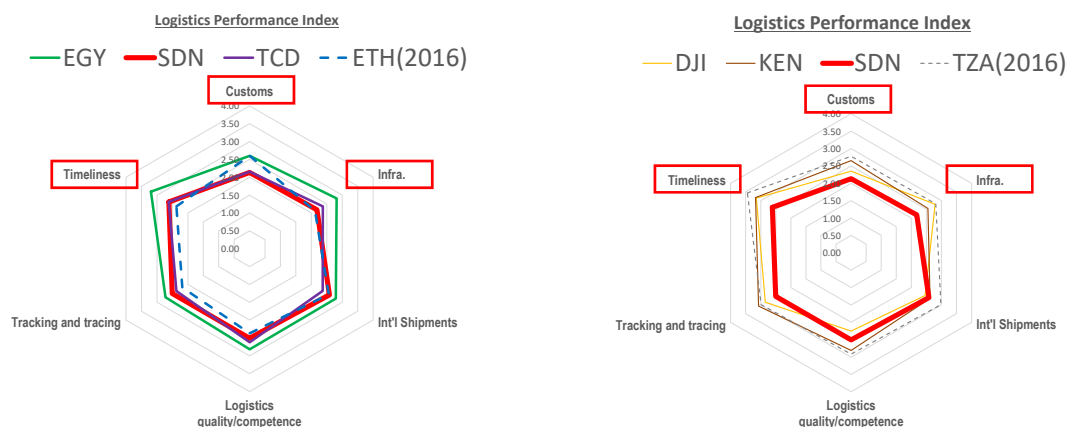 Logistics Performance Index
EGY SDN TCD ETH(2016)
Customs
4.00
3.50
3.00
2.50
2.00
1.50
1.00
0.50
0.00
Timeliness
Infra.
Tracking and tracing
Int'l Shipments
Logistics
quality/competence
Logistics Performance Index
DJI KEN SDN TZA(2016)
Customs
4.00
3.50
3.00
2.50
2.00
1.50
1.00
0.50
0.00
Timeliness
Infra.
Tracking and tracing
Int'l Shipments
Logistics
quality/competence